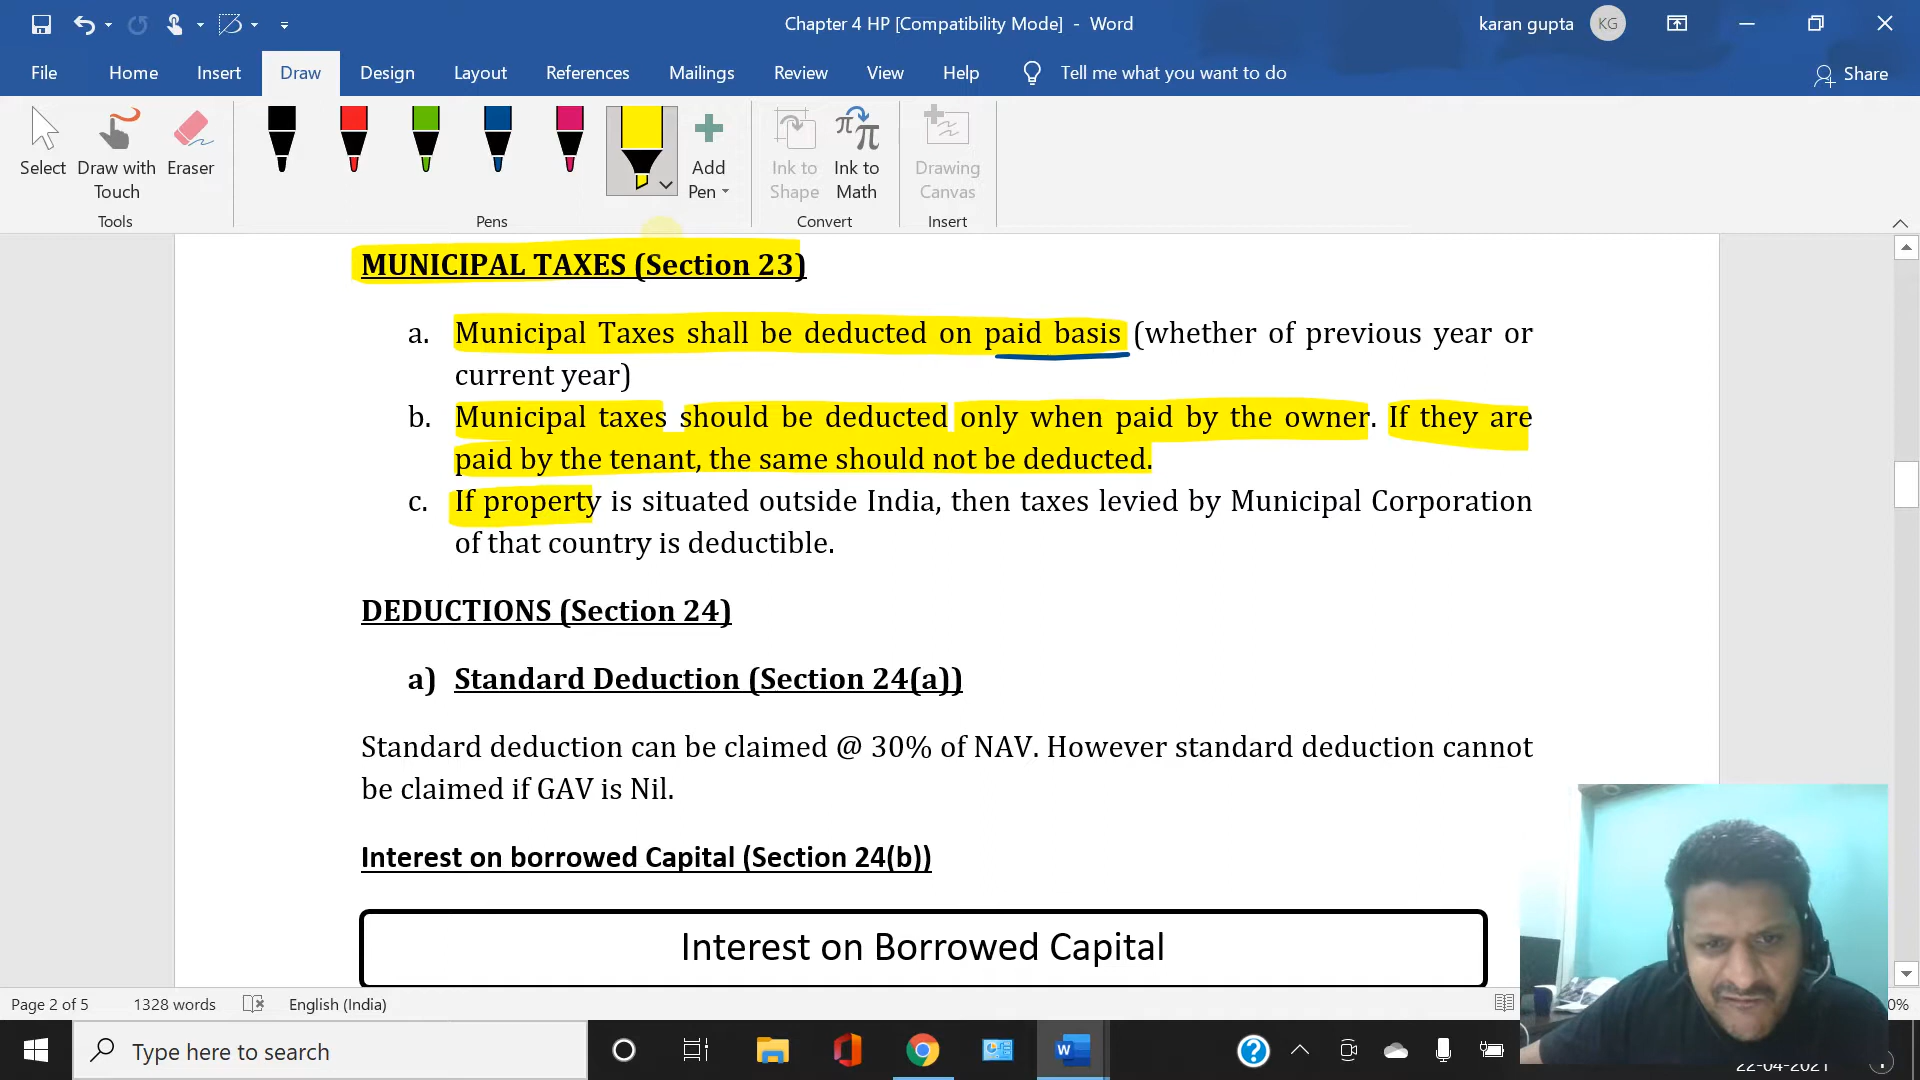 Chapter 4 HP [Compatibility Mode] - Word
karan gupta
KG
File
Home
Insert
Draw
Design
Layout
References
Mailings
Review
View
Help
Tell me what you want to do
Share
Select
Draw with Touch
Eraser
Add Pen
Ink to Shape
Ink to Math
Drawing Canvas
Tools
Pens
Convert
Insert
MUNICIPAL TAXES (Section 23)
a. Municipal Taxes shall be deducted on paid basis (whether of previous year or
current year)
b. Municipal taxes should be deducted only when paid by the owner. If they are
paid by the tenant, the same should not be deducted.
c. If property is situated outside India, then taxes levied by Municipal Corporation
of that country is deductible.
DEDUCTIONS (Section 24)
a) Standard Deduction (Section 24(a))
Standard deduction can be claimed @ 30% of NAV. However standard deduction cannot
be claimed if GAV is Nil.
Interest on borrowed Capital (Section 24(b))
Interest on Borrowed Capital
Page 2 of 5
1328 words
English (India)
0%
Type here to search
22-04-2021